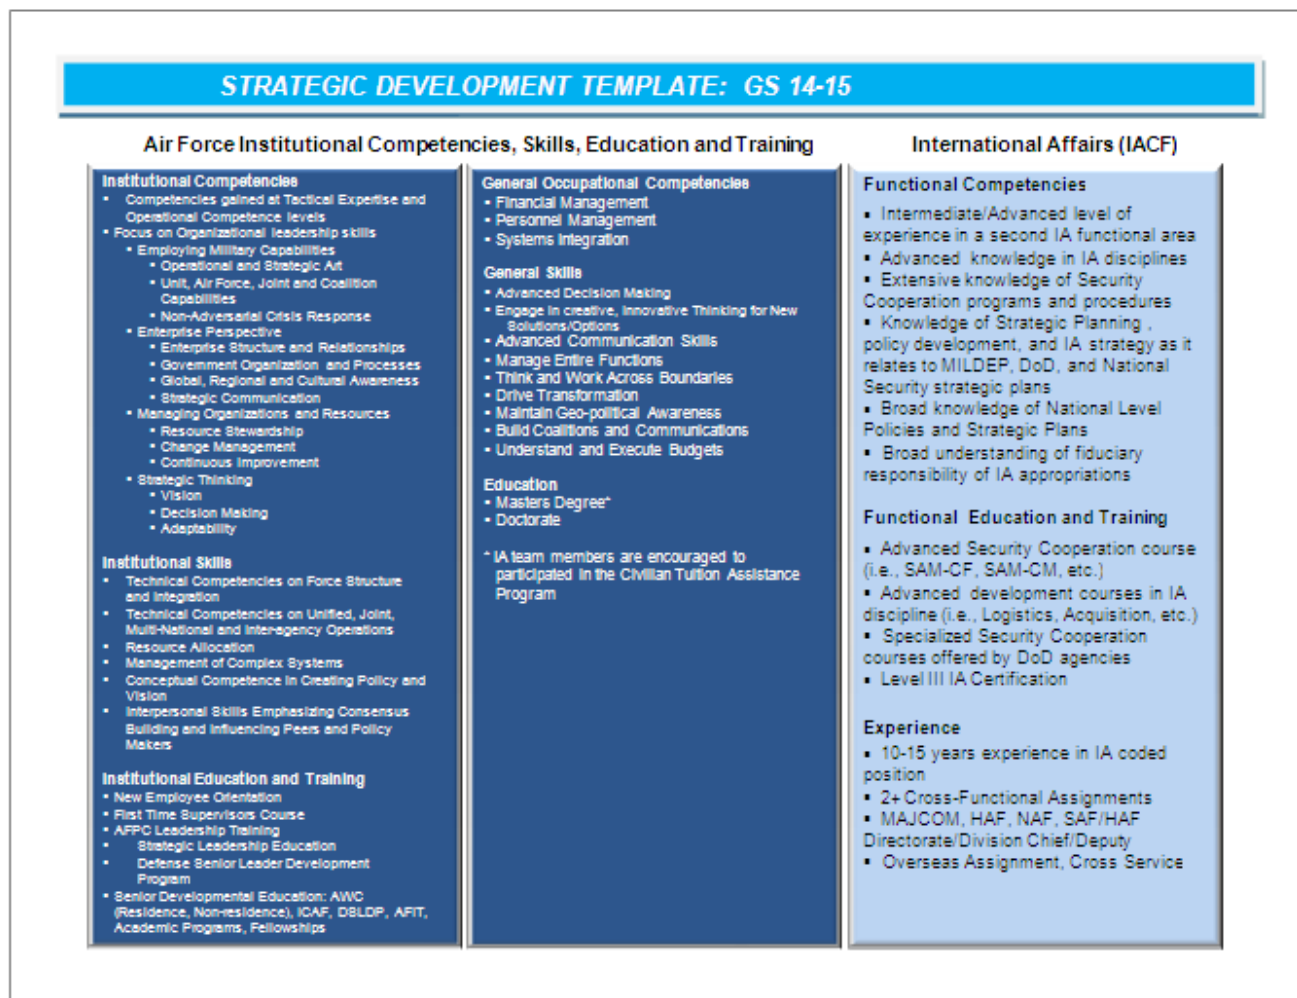 STRATEGIC DEVELOPMENT TEMPLATE: GS 14-15
Air Force Institutional Competencies, Skills, Education and Training
Institutional Competencies
▪ Competencies gained at Tactical Expertise and
Operational Competence levels
▪ Focus on Organizational leadership skills
▪ Employing Military Capabilities
▪ Operational and Strategic Art
▪ Unit, Air Force, Joint and Coalition
Capabilities
▪ Non-Adversarial Crisis Response
▪ Enterprise Perspective
▪ Enterprise Structure and Relationships
▪ Government Organization and Processes
▪ Global, Regional and Cultural Awareness
▪ Strategic Communication
▪ Managing Organizations and Resources
▪ Resource Stewardship
▪ Change Management
▪ Continuous Improvement
▪ Strategic Thinking
▪ Vision
▪ Decision Making
▪ Adaptability
Institutional Skills
▪ Technical Competencies on Force Structure
and Integration
▪ Technical Competencies on Unified, Joint,
Multi-National and Inter-agency Operations
▪ Resource Allocation
▪ Management of Complex Systems
▪ Conceptual Competence in Creating Policy and
Vision
▪ Interpersonal Skills Emphasizing Consensus
Building and Influencing Peers and Policy
Makers
Institutional Education and Training
▪ New Employee Orientation
▪ First Time Supervisors Course
▪ AFPC Leadership Training
▪ Strategic Leadership Education
▪ Defense Senior Leader Development
Program
▪ Senior Developmental Education: AWC
(Residence, Non-residence), ICAF, DSLDP, AFIT,
Academic Programs, Fellowships
General Occupational Competencies
▪ Financial Management
▪ Personnel Management
▪ Systems Integration
General Skills
▪ Advanced Decision Making
▪ Engage in creative, Innovative Thinking for New
Solutions/Options
▪ Advanced Communication Skills
▪ Manage Entire Functions
▪ Think and Work Across Boundaries
▪ Drive Transformation
▪ Maintain Geo-political Awareness
▪ Build Coalitions and Communications
▪ Understand and Execute Budgets
Education
▪ Masters Degree*
▪ Doctorate
* IA team members are encouraged to
participated in the Civilian Tuition Assistance
Program
International Affairs (IACF)
Functional Competencies
▪ Intermediate/Advanced level of
experience in a second IA functional area
▪ Advanced knowledge in IA disciplines
▪ Extensive knowledge of Security
Cooperation programs and procedures
▪ Knowledge of Strategic Planning ,
policy development, and IA strategy as it
relates to MILDEP, DoD, and National
Security strategic plans
▪ Broad knowledge of National Level
Policies and Strategic Plans
▪ Broad understanding of fiduciary
responsibility of IA appropriations
Functional Education and Training
▪ Advanced Security Cooperation course
(i.e., SAM-CF, SAM-CM, etc.)
▪ Advanced development courses in IA
discipline (i.e., Logistics, Acquisition, etc.)
▪ Specialized Security Cooperation
courses offered by DoD agencies
▪ Level III IA Certification
Experience
▪ 10-15 years experience in IA coded
position
▪ 2+ Cross-Functional Assignments
▪ MAJCOM, HAF, NAF, SAF/HAF
Directorate/Division Chief/Deputy
▪ Overseas Assignment, Cross Service